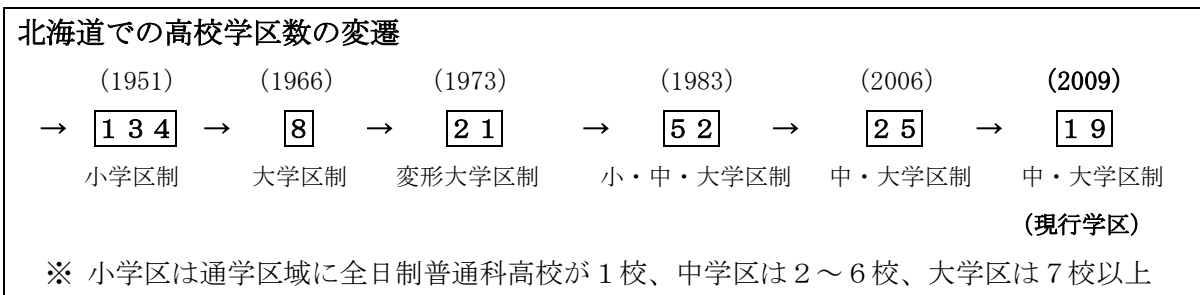 北海道での高校学区数の変遷
（1951） （1966） （1973） （1983） （2006） （2009）
→ １３４ → ８ → ２１ → ５２ → ２５ → １９
小学区制 大学区制 変形大学区制 小・中・大学区制 中・大学区制 中・大学区制
（現行学区）
※ 小学区は通学区域に全日制普通科高校が１校、中学区は２～６校、大学区は７校以上